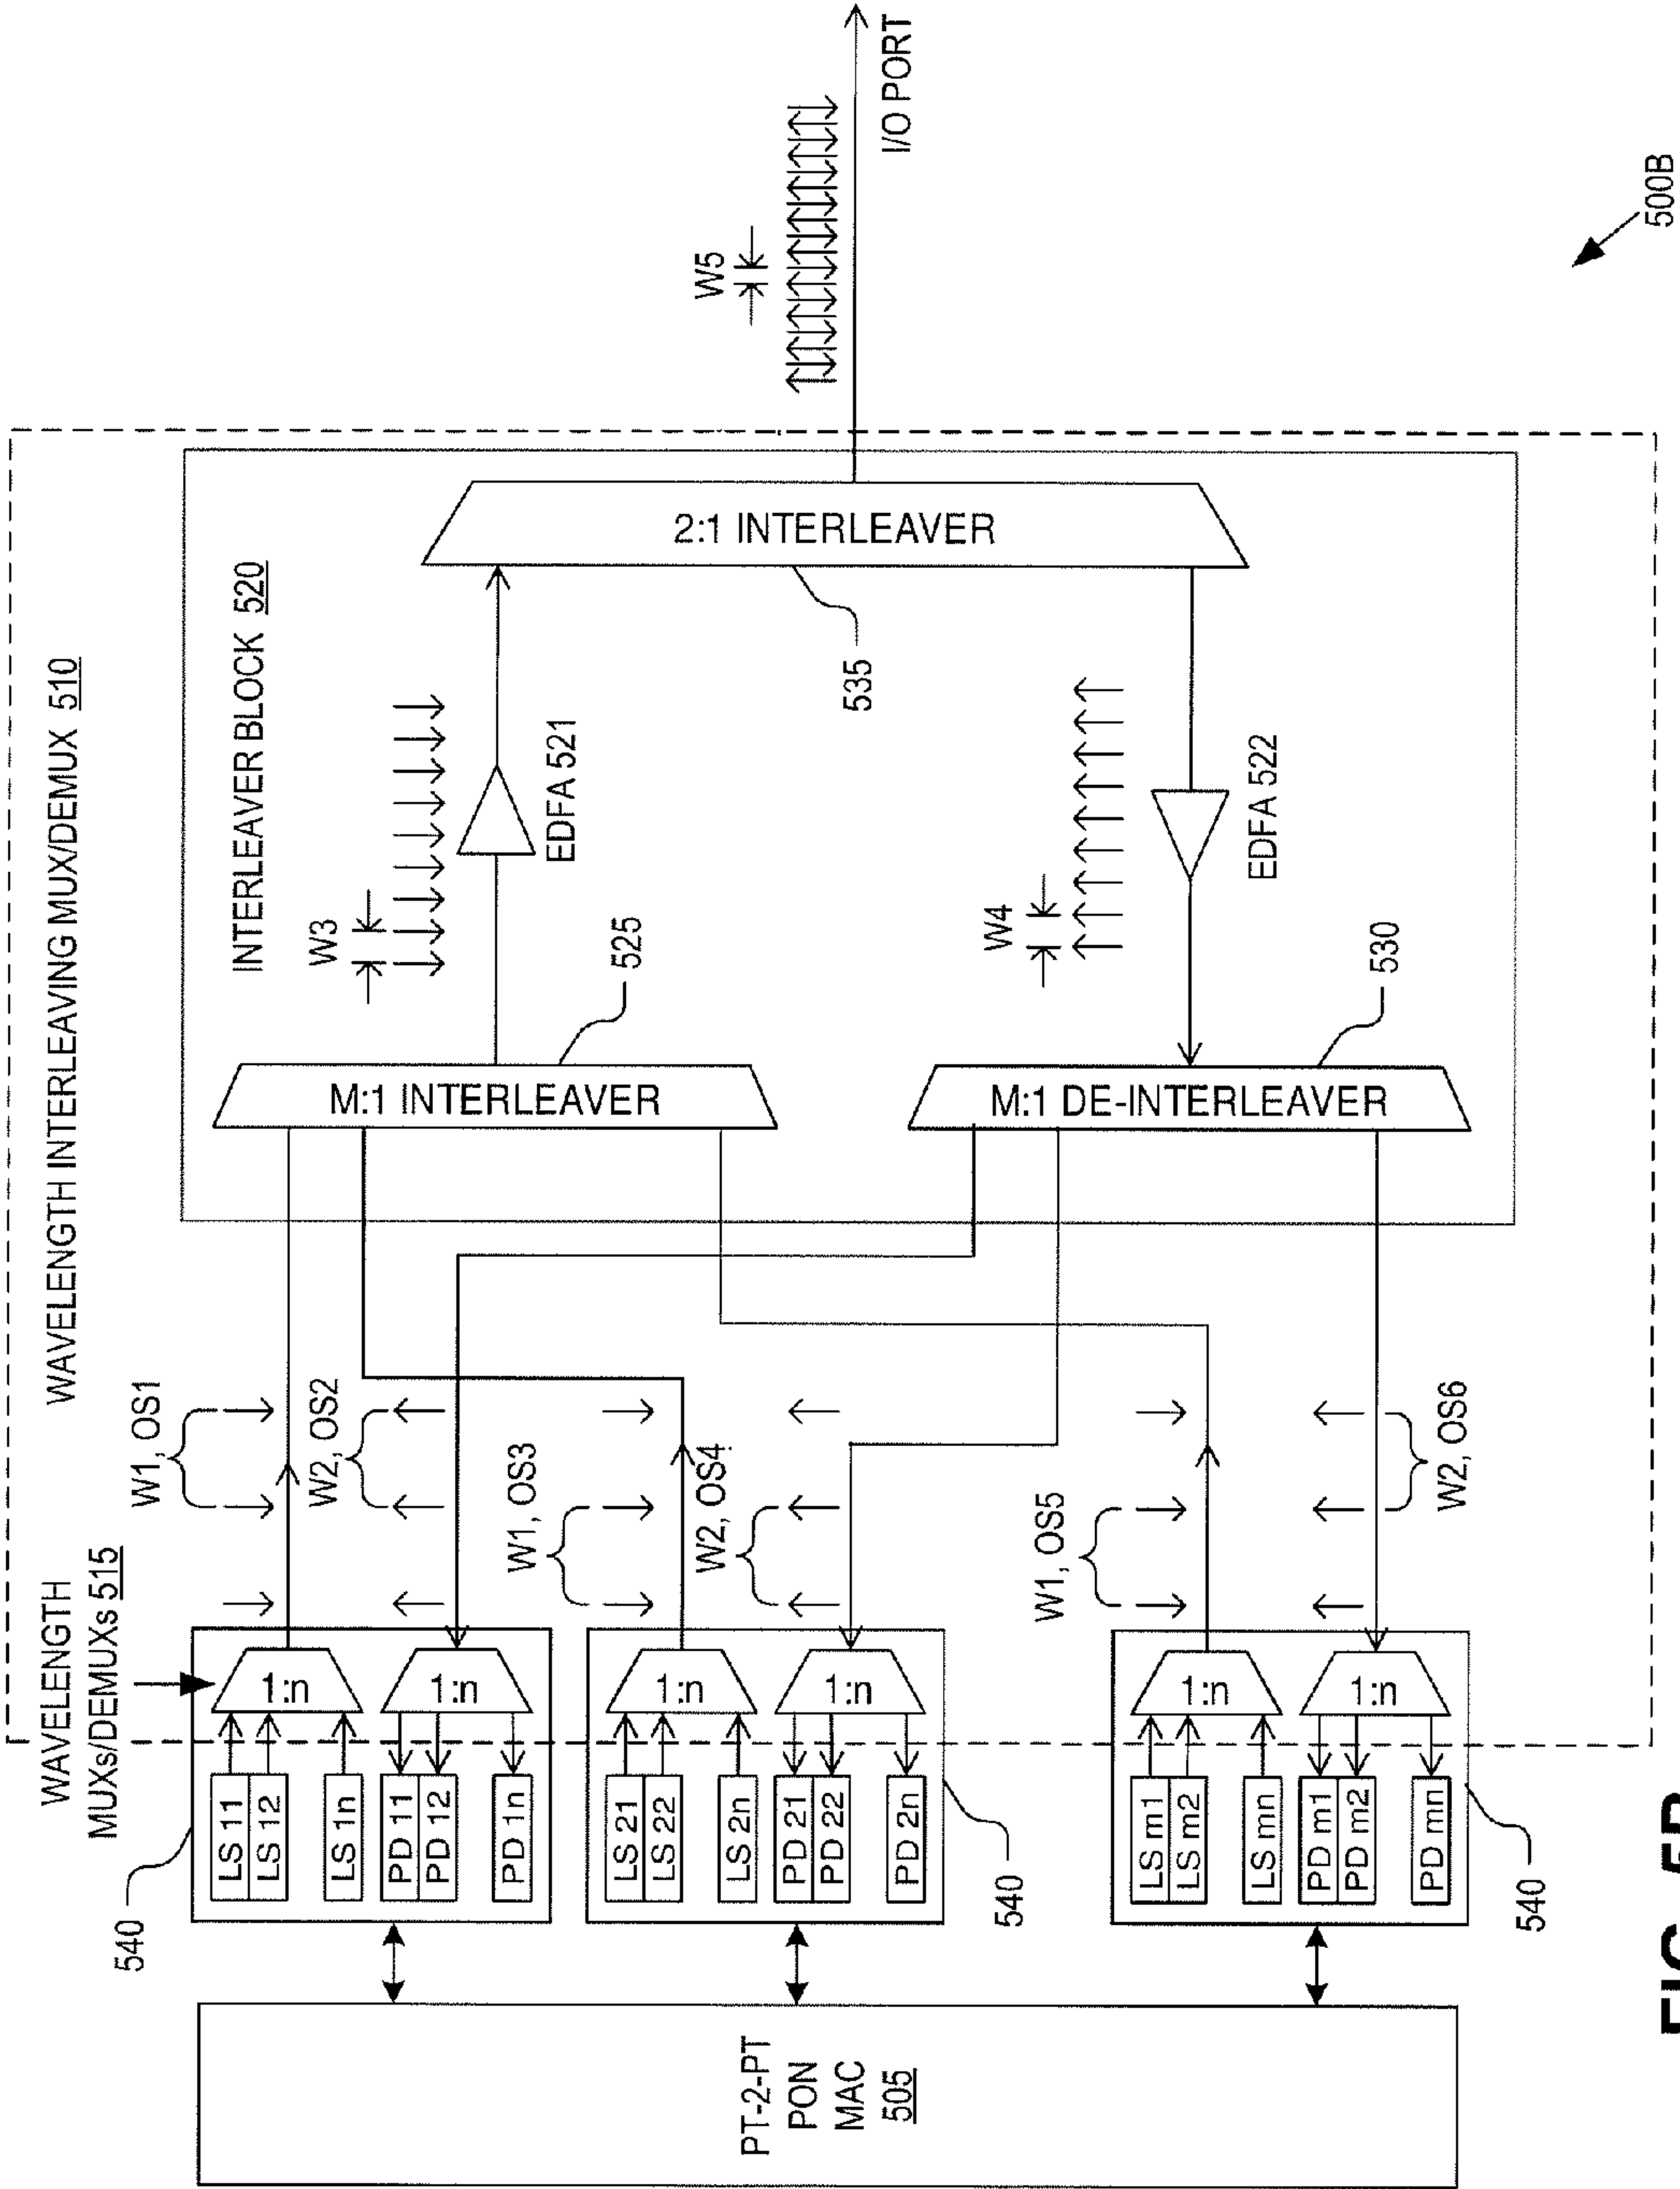 WAVELENGTH INTERLEAVING MUX/DEMUX 510
WAVELENGTH
MUXs/DEMUXs 515
540
W1, OS1
W2, OS2
INTERLEAVER BLOCK 520
LS 11
LS 12
LS 1n
PD 11
PD 12
PD 1n
1:n
1:n
M:1 INTERLEAVER
525
W3
EDFA 521
W1, OS3
W2, OS4
LS 21
LS 22
LS 2n
PD 21
PD 22
PD 2n
1:n
1:n
540
PT-2-PT
PON
MAC
505
2:1 INTERLEAVER
535
W5
I/O PORT
M:1 DE-INTERLEAVER
530
W4
EDFA 522
W1, OS5
W2, OS6
LS m1
LS m2
LS mn
PD m1
PD m2
PD mn
1:n
1:n
540
500B
FIG. 5B